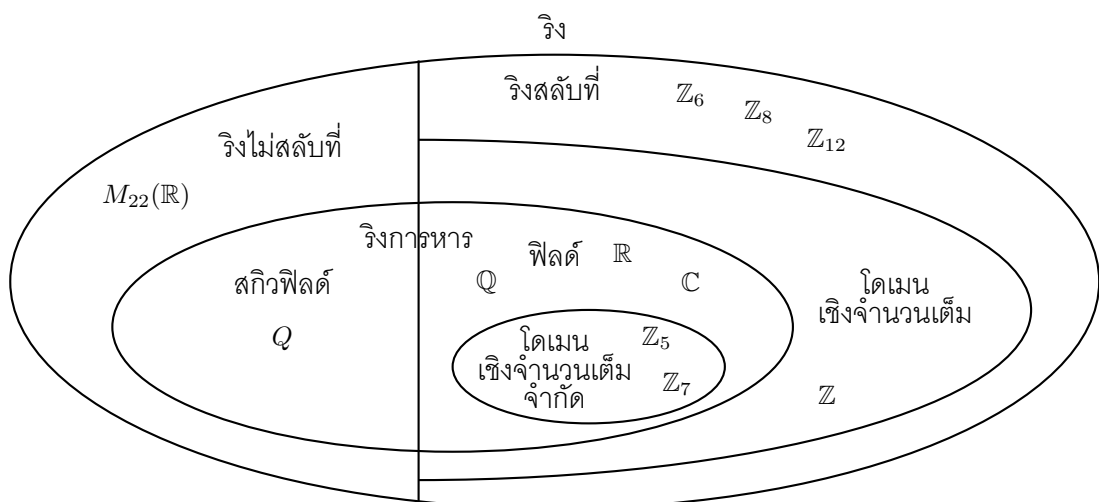 ริง
ริงสลับที่
ℤ₆
ℤ₈
ℤ₁₂
ริงไม่สลับที่
M₂₂(ℝ)
ริงการหาร
ฟิลด์
ℝ
ℚ
ℂ
สกิวฟิลด์
Q
โดเมน
เชิงจำนวนเต็ม
โดเมน
เชิงจำนวนเต็ม
จำกัด
ℤ₅
ℤ₇
ℤ